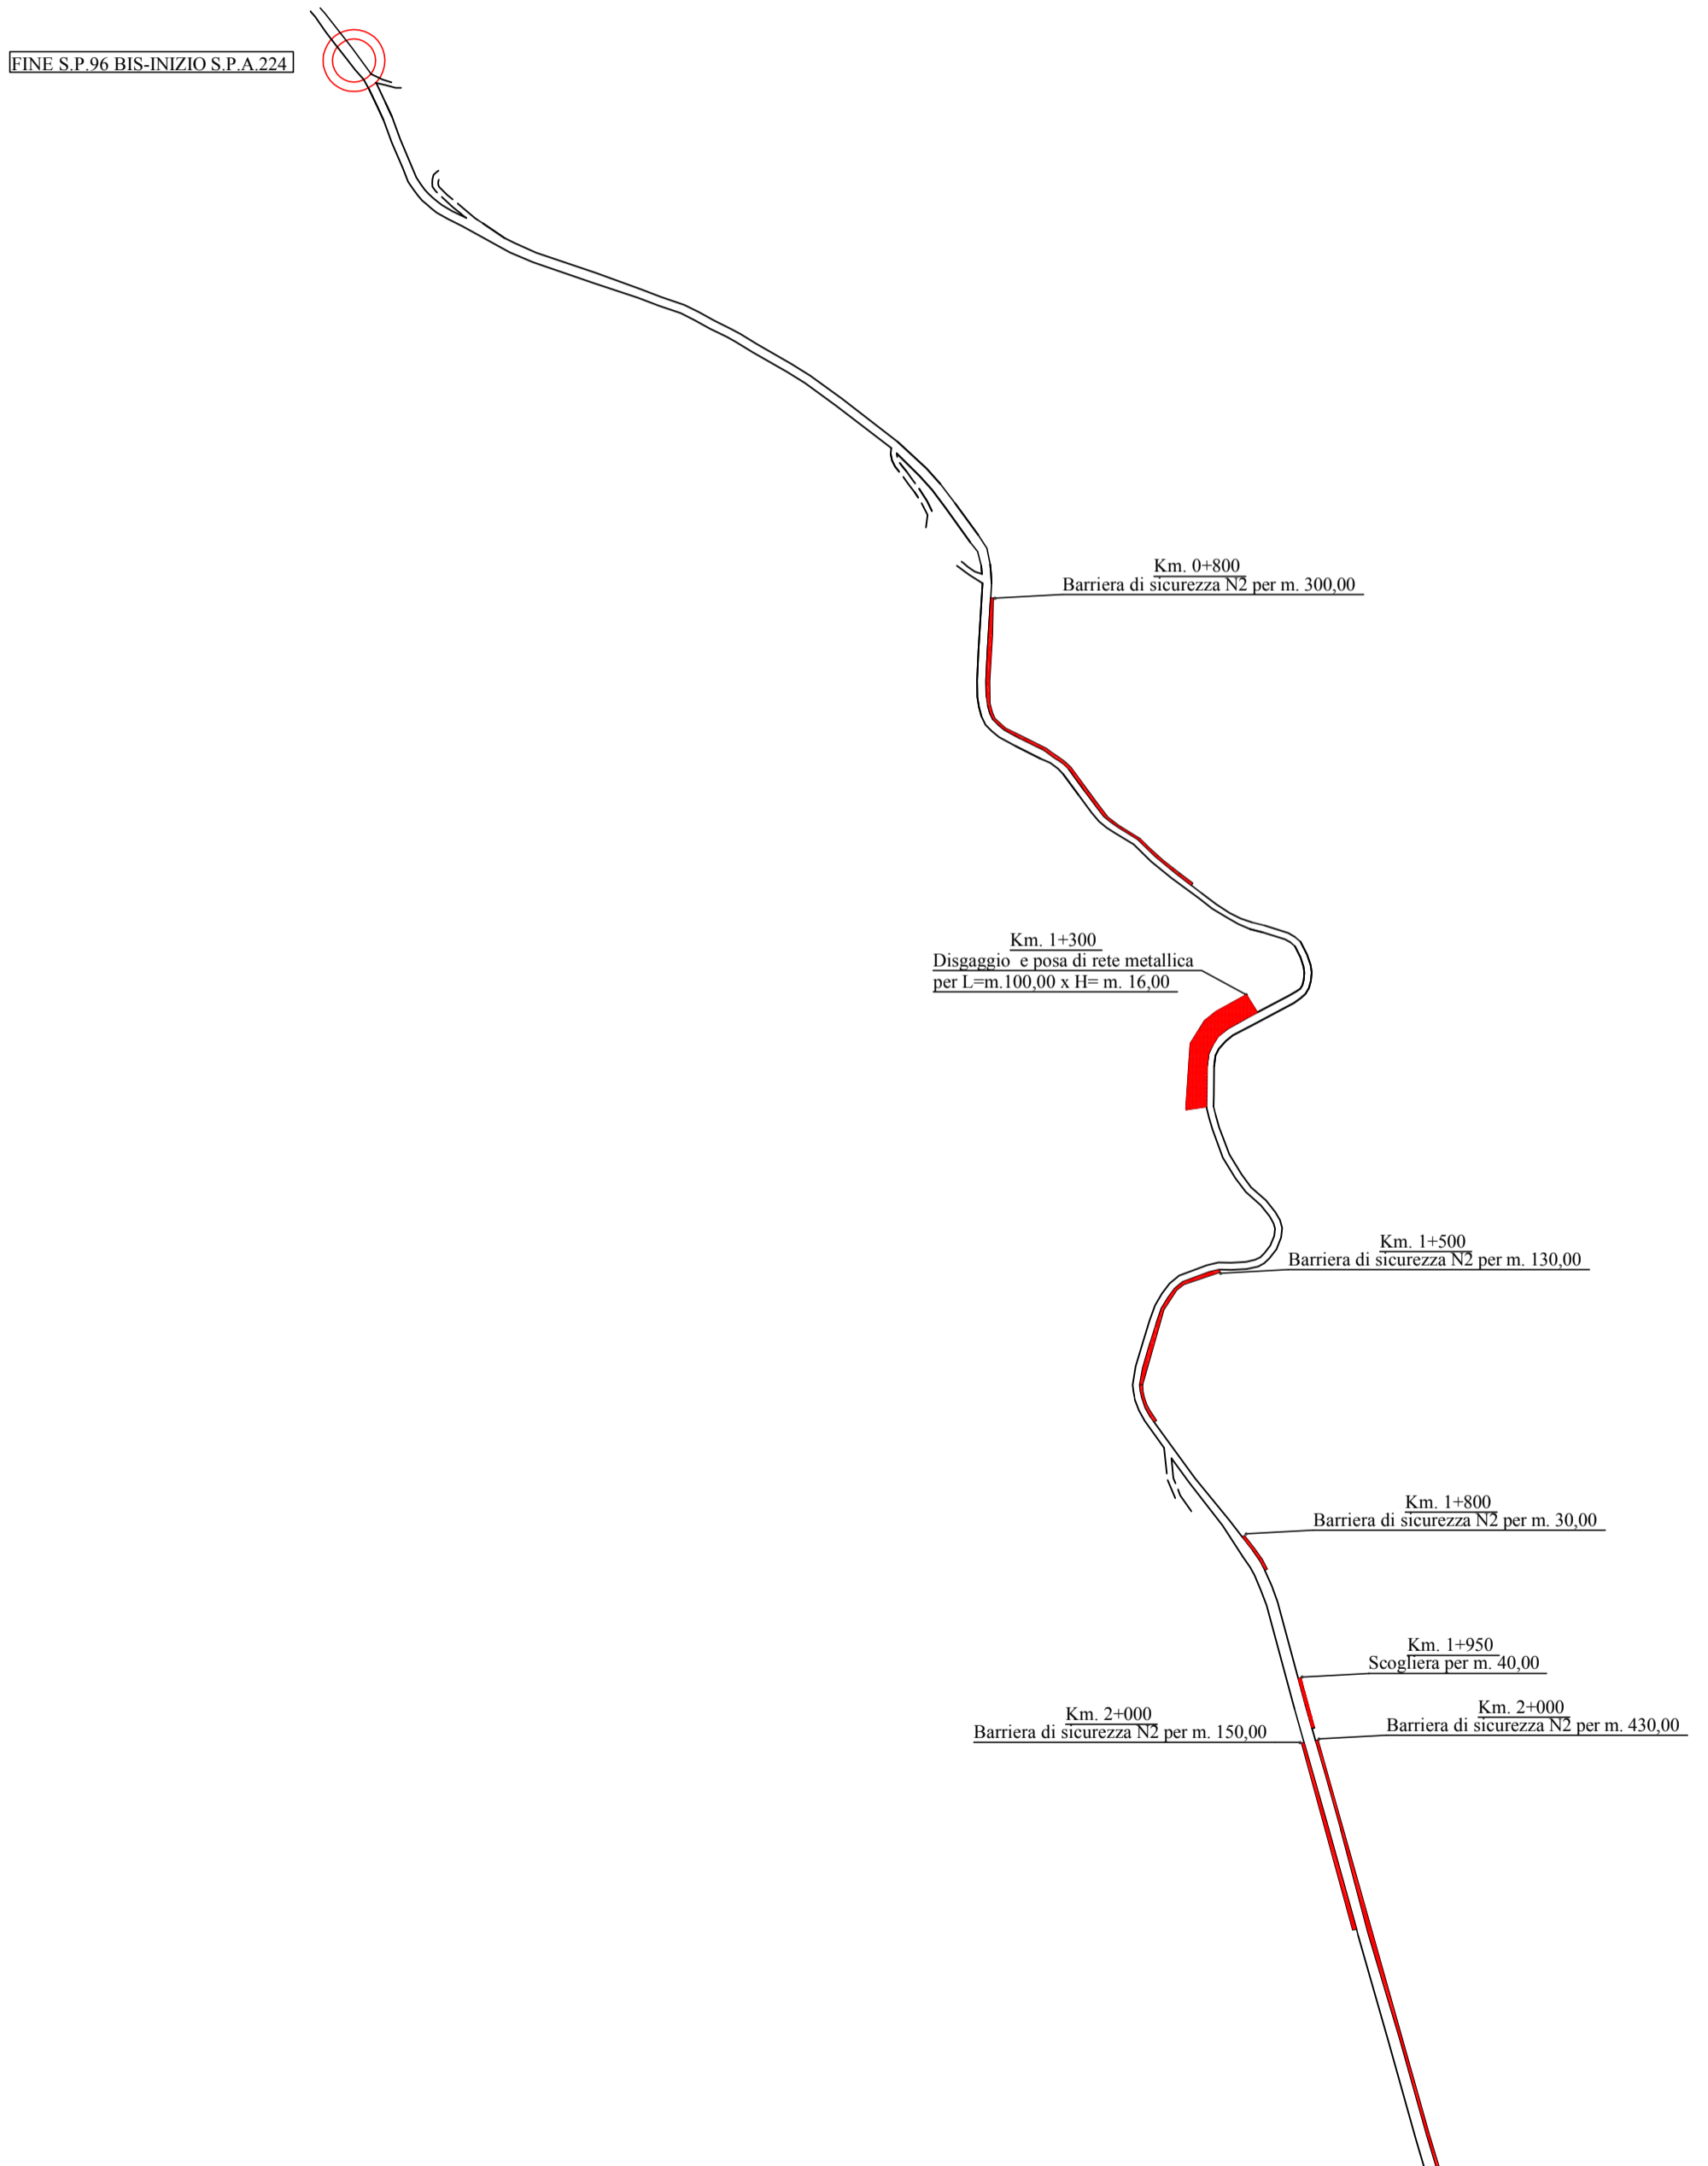 FINE S.P.96 BIS-INIZIO S.P.A.224
Km. 0+800
Barriera di sicurezza N2 per m. 300,00
Km. 1+300
Disgaggio e posa di rete metallica
per L=m.100,00 x H= m. 16,00
Km. 1+500
Barriera di sicurezza N2 per m. 130,00
Km. 1+800
Barriera di sicurezza N2 per m. 30,00
Km. 1+950
Scogliera per m. 40,00
Km. 2+000
Barriera di sicurezza N2 per m. 150,00
Km. 2+000
Barriera di sicurezza N2 per m. 430,00